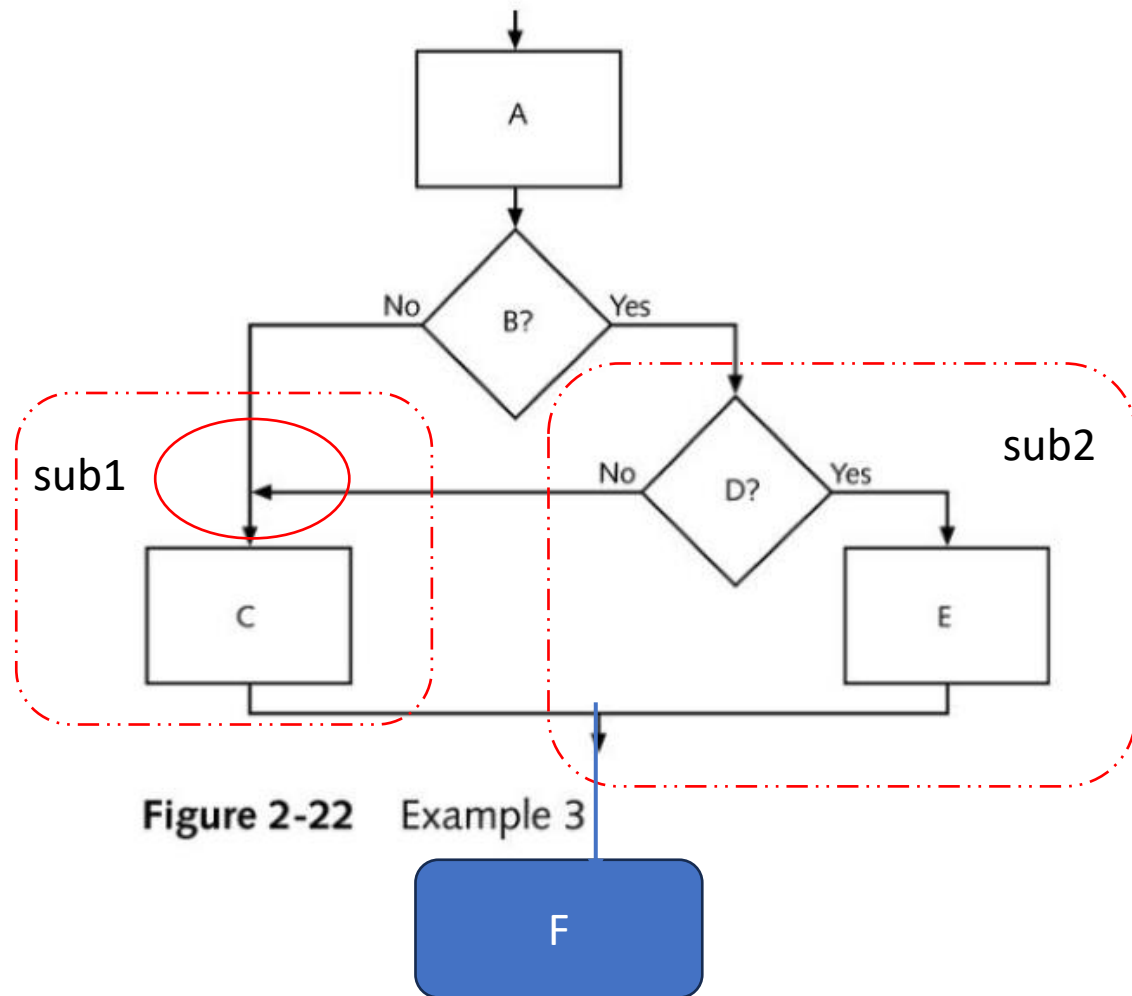 A
No
B?
Yes
sub1
sub2
No
D?
Yes
C
E
Figure 2-22 Example 3
F